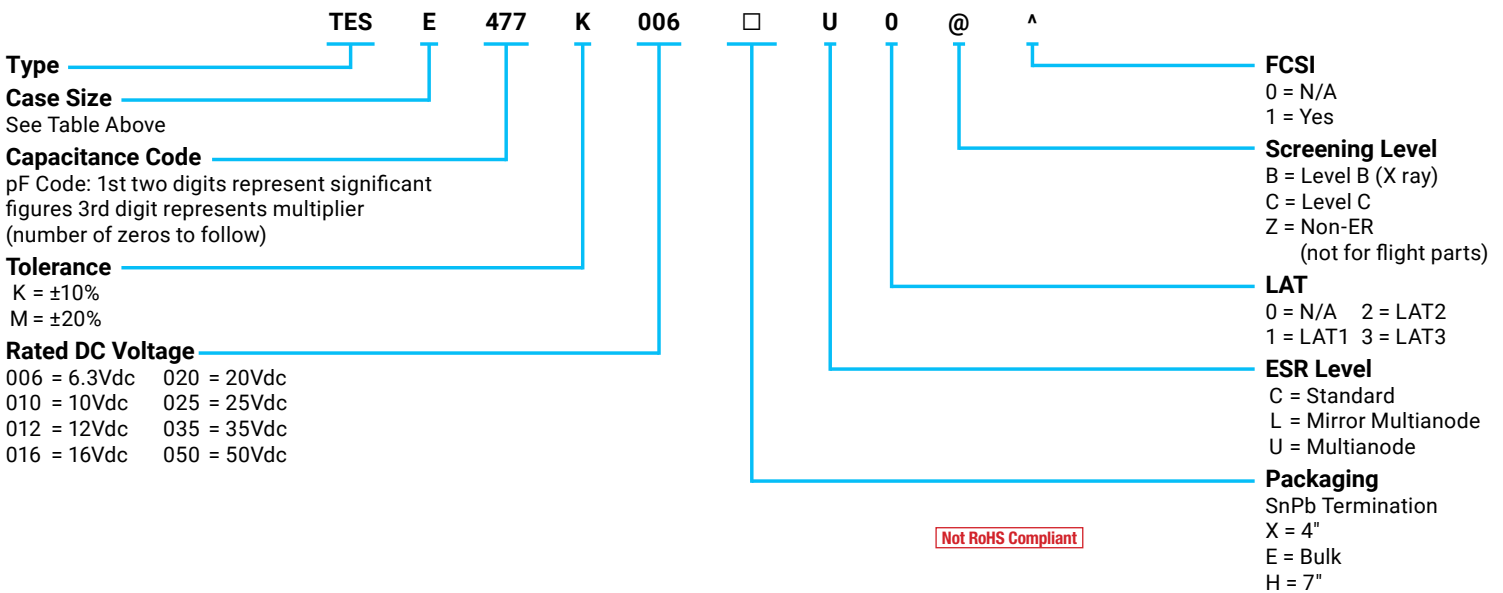 TES E 477 K 006 □ U 0 @ ^
Type
Case Size
See Table Above
Capacitance Code
pF Code: 1st two digits represent significant
figures 3rd digit represents multiplier
(number of zeros to follow)
Tolerance
K = ±10%
M = ±20%
Rated DC Voltage
006 = 6.3Vdc 020 = 20Vdc
010 = 10Vdc 025 = 25Vdc
012 = 12Vdc 035 = 35Vdc
016 = 16Vdc 050 = 50Vdc
FCSI
0 = N/A
1 = Yes
Screening Level
B = Level B (X ray)
C = Level C
Z = Non-ER
(not for flight parts)
LAT
0 = N/A 2 = LAT2
1 = LAT1 3 = LAT3
ESR Level
C = Standard
L = Mirror Multianode
U = Multianode
Packaging
SnPb Termination
X = 4"
E = Bulk
H = 7"
Not RoHS Compliant